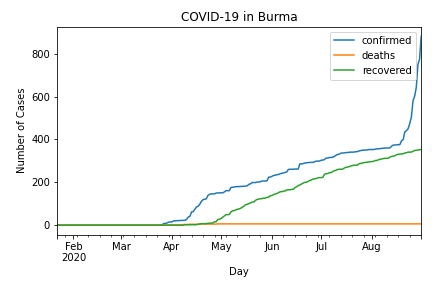 COVID-19 in Burma
confirmed
deaths
recovered
Number of Cases
800
600
400
200
0
Feb Mar Apr May Jun Jul Aug
2020
Day